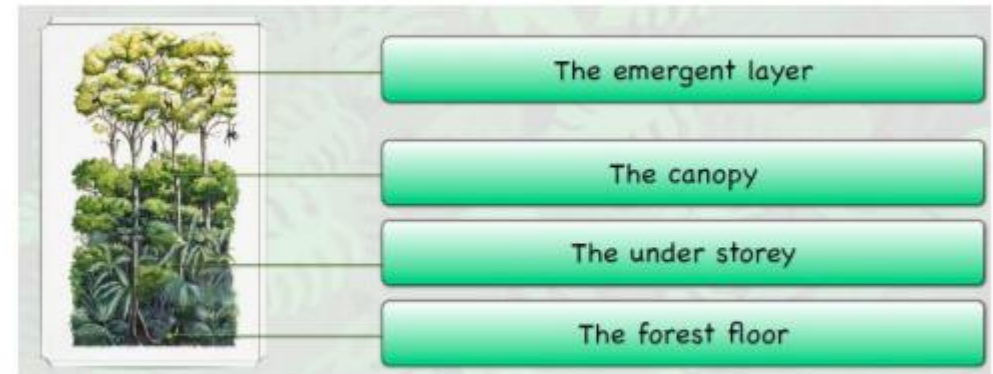 The emergent layer
The canopy
The under storey
The forest floor